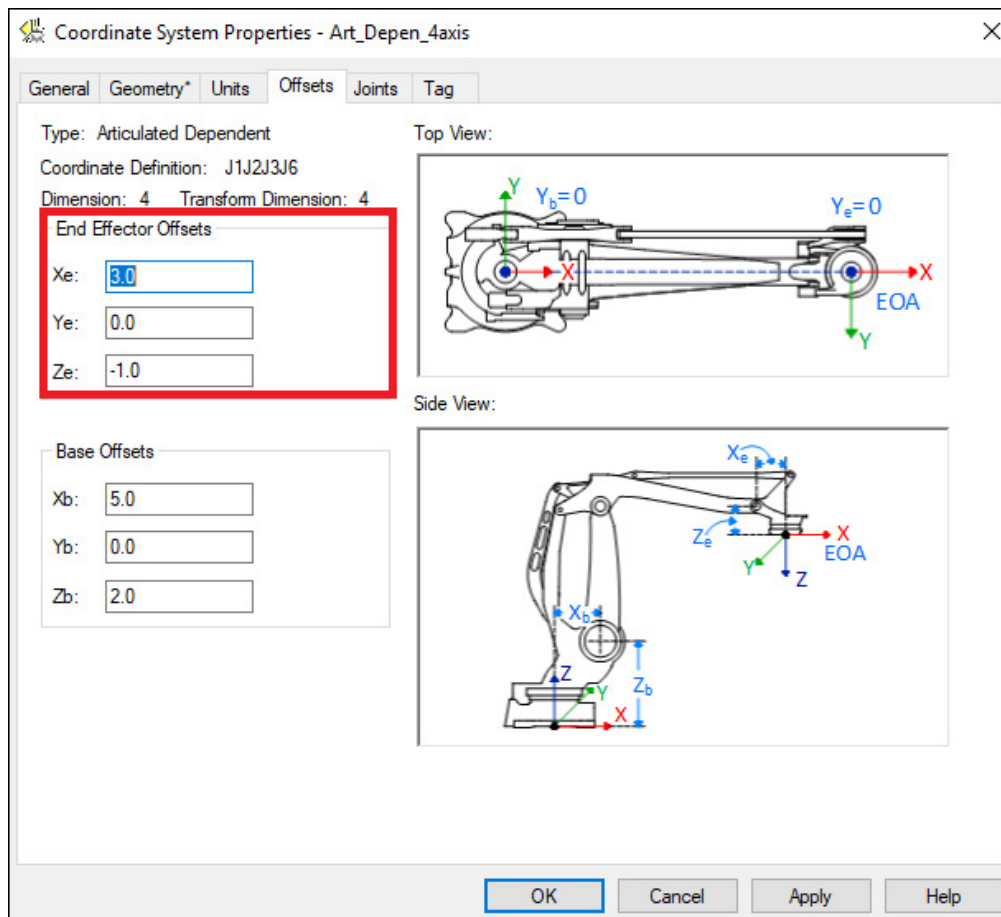 Coordinate System Properties - Art_Depen_4axis
General Geometry* Units Offsets Joints Tag
Type: Articulated Dependent
Coordinate Definition: J1J2J3J6
Dimension: 4 Transform Dimension: 4
End Effector Offsets
Xe: 3.0
Ye: 0.0
Ze: -1.0
Base Offsets
Xb: 5.0
Yb: 0.0
Zb: 2.0
Top View:
Y Yb=0 Ye=0
X X
EOA
Y
Side View:
Xe
Ze X
EOA
Y Z
Xb
Z
Y Zb
X
OK Cancel Apply Help